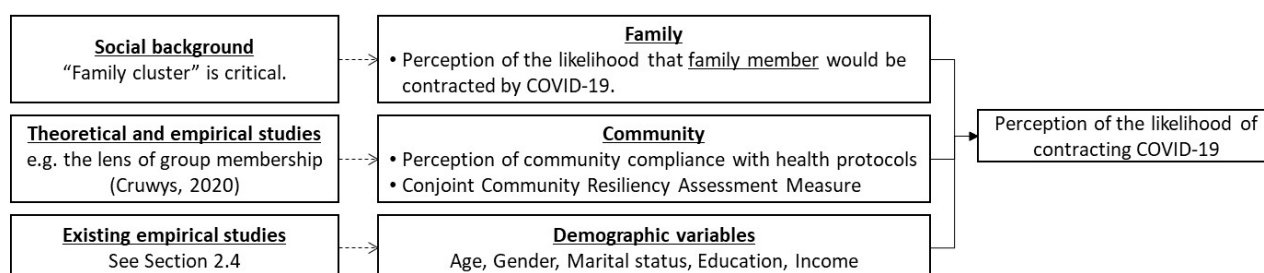 Social background
“Family cluster” is critical.
Family
• Perception of the likelihood that family member would be
contracted by COVID-19.
Theoretical and empirical studies
e.g. the lens of group membership
(Cruwys, 2020)
Community
• Perception of community compliance with health protocols
• Conjoint Community Resiliency Assessment Measure
Existing empirical studies
See Section 2.4
Demographic variables
Age, Gender, Marital status, Education, Income
Perception of the likelihood of
contracting COVID-19